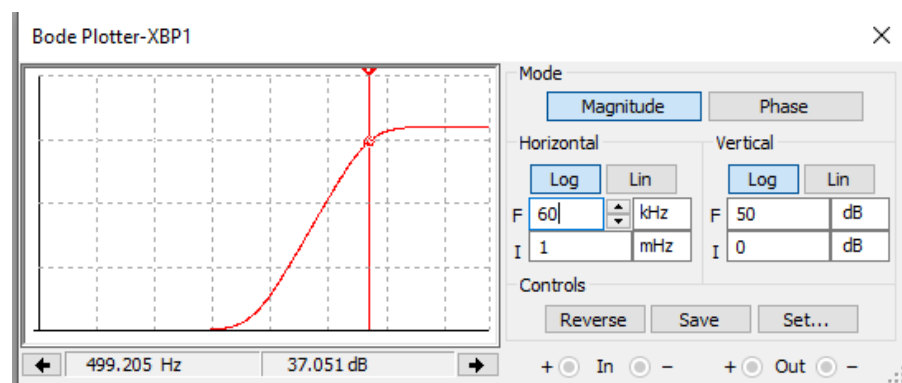 Bode Plotter-XBP1
Mode
Magnitude Phase
Horizontal Vertical
Log Lin Log Lin
F 60 kHz F 50 dB
I 1 mHz I 0 dB
Controls
Reverse Save Set...
499.205 Hz 37.051 dB + In − + Out −